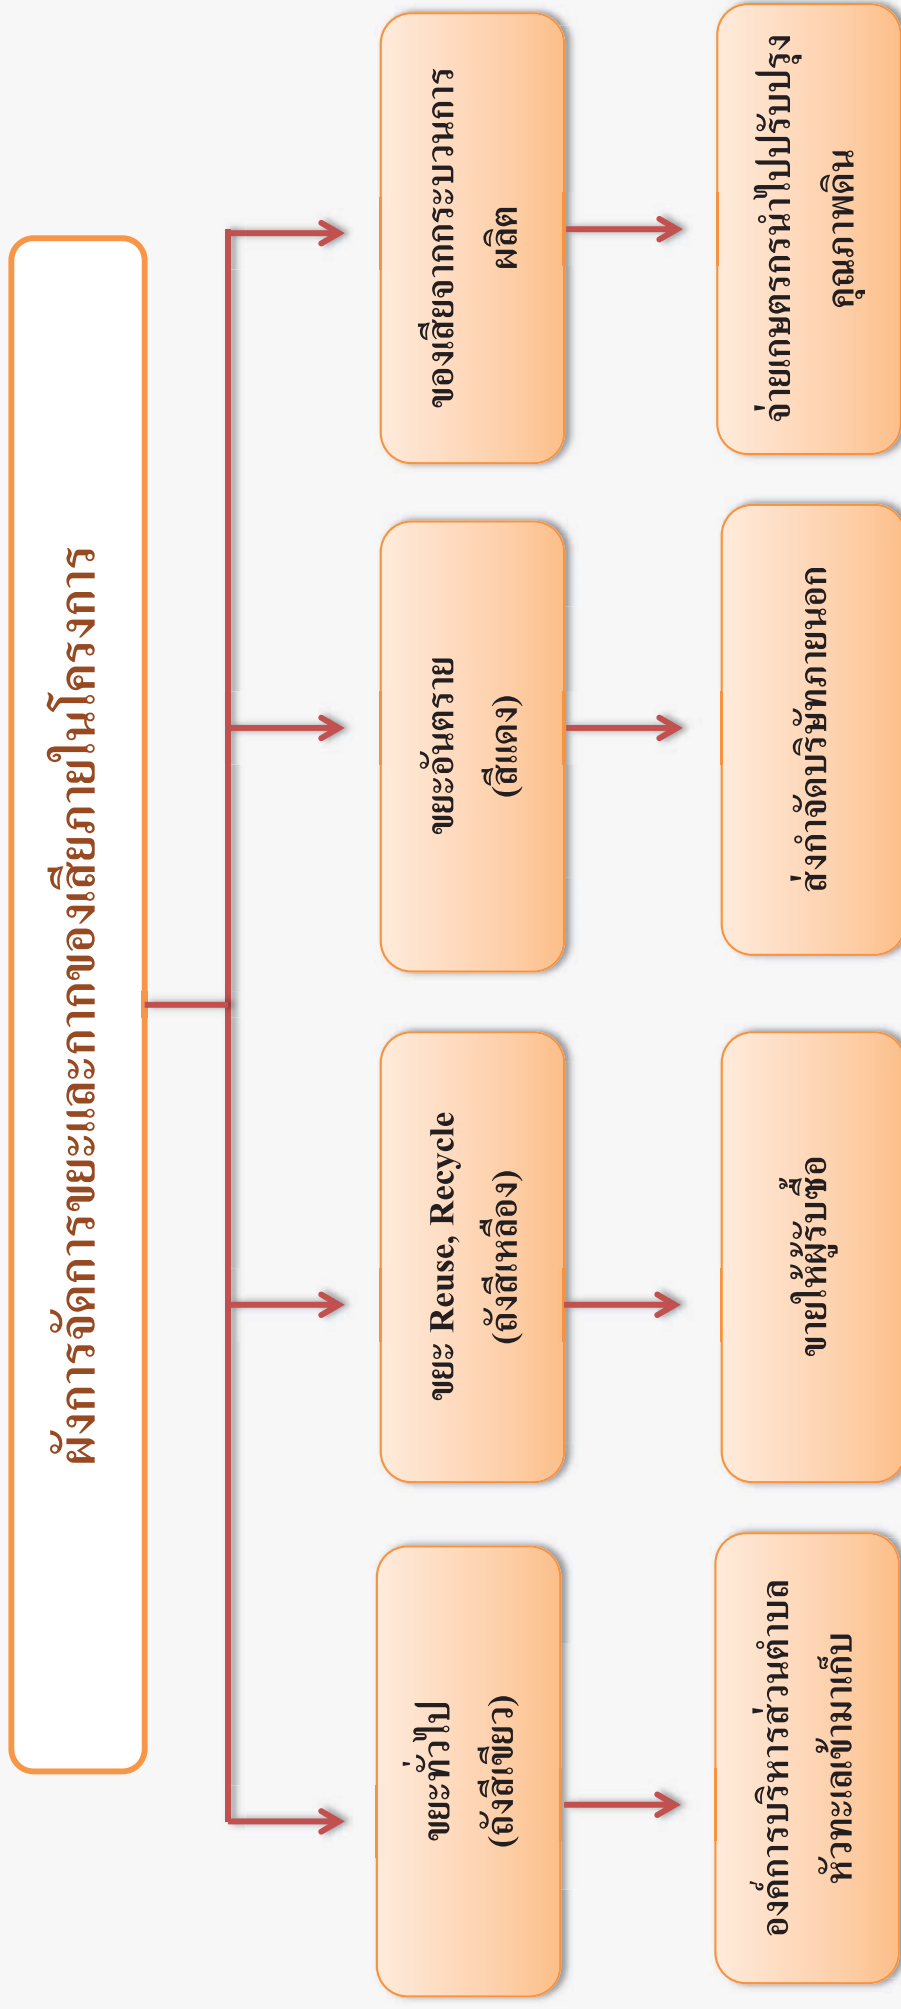 ผังการจัดการขยะและกากของเสียภายในโครงการ
ขยะทั่วไป
(ถังสีเขียว)
ขยะ Reuse, Recycle
(ถังสีเหลือง)
ขยะอันตราย
(สีแดง)
ของเสียจากกระบวนการ
ผลิต
องค์การบริหารส่วนตำบล
หัวทะเลเข้ามาเก็บ
ขายให้ผู้รับซื้อ
ส่งกำจัดบริษัทภายนอก
จ่ายเกษตรกรนำไปปรับปรุง
คุณภาพดิน